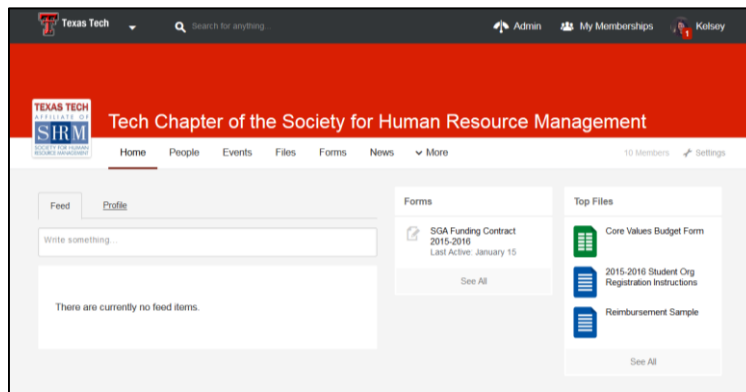 Texas Tech
Search for anything...
Admin
My Memberships
1
Kelsey
TEXAS TECH
AFFILIATE OF
SHRM
SOCIETY FOR HUMAN
RESOURCE MANAGEMENT
Tech Chapter of the Society for Human Resource Management
Home People Events Files Forms News More
10 Members Settings
Feed Profile
Write something...
There are currently no feed items.
Forms
SGA Funding Contract
2015-2016
Last Active: January 15
See All
Top Files
Core Values Budget Form
2015-2016 Student Org
Registration Instructions
Reimbursement Sample
See All